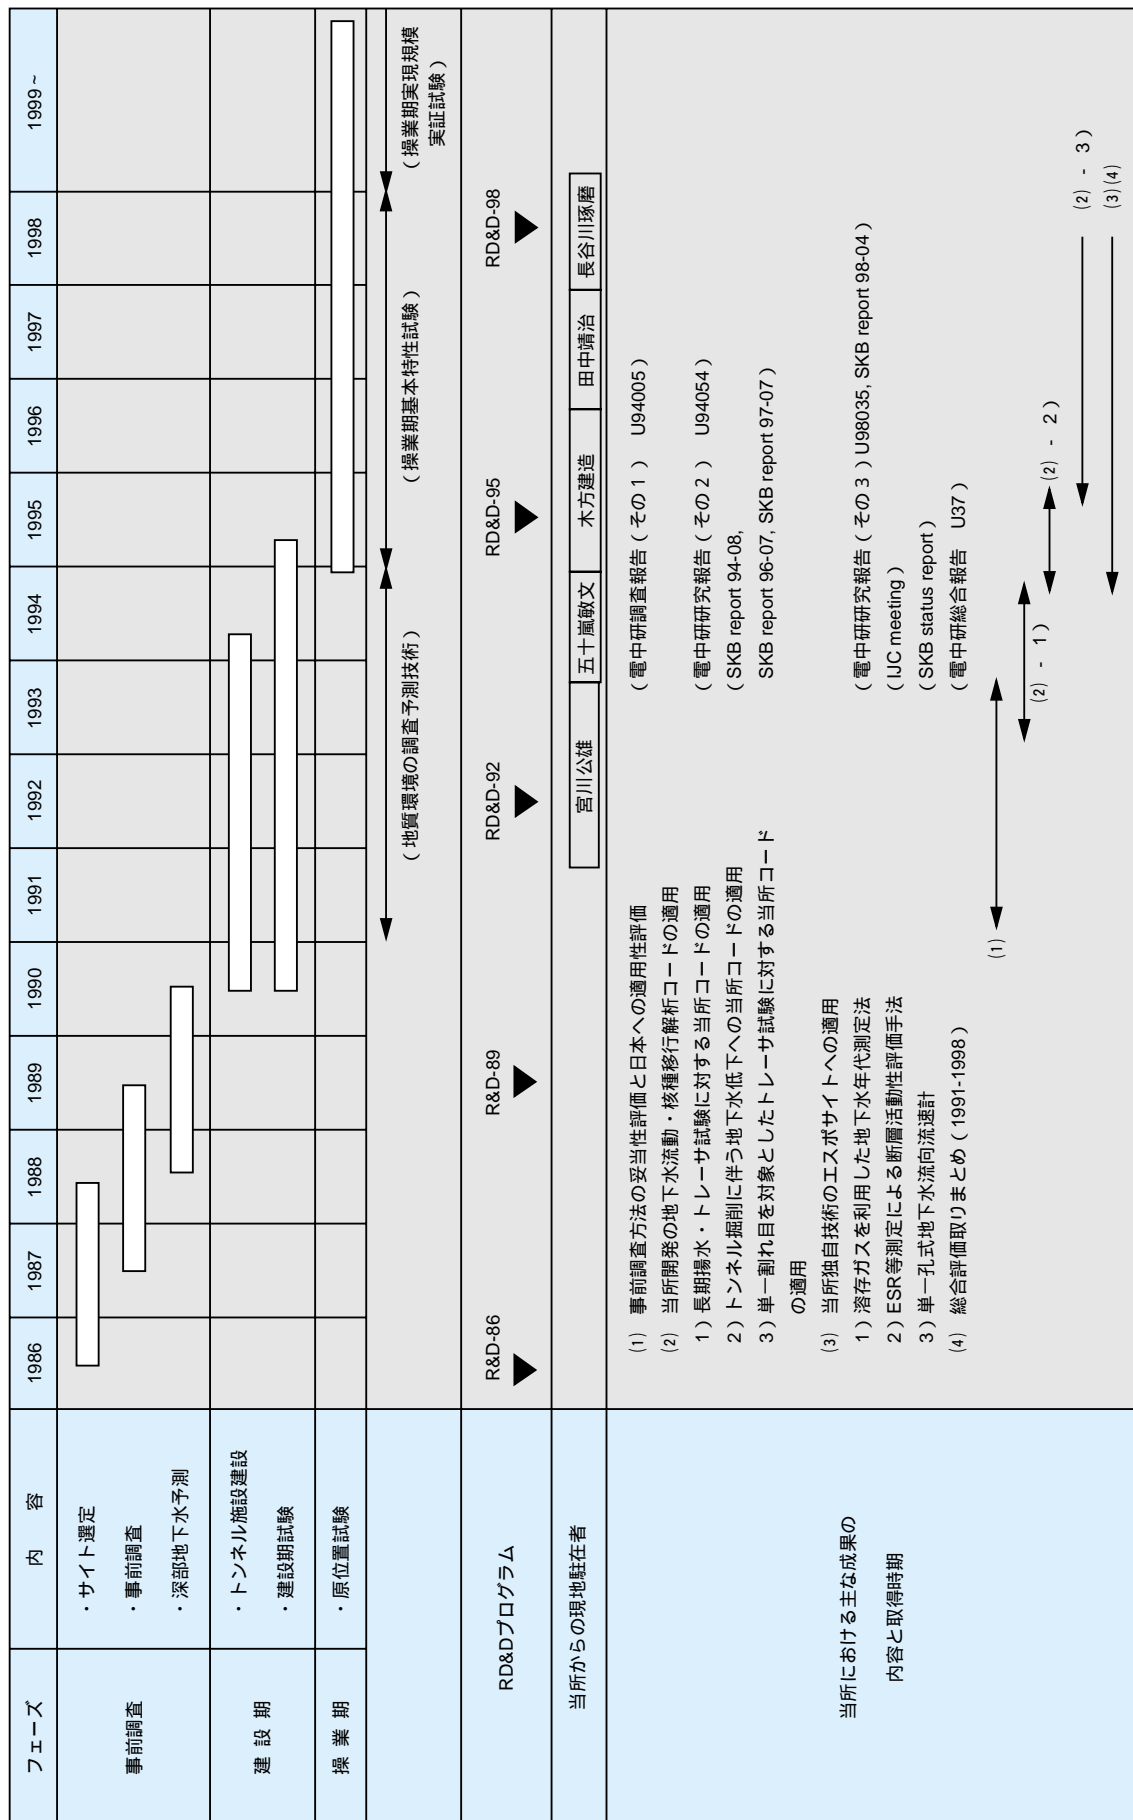 フェーズ 内 容 1986 1987 1988 1989 1990 1991 1992 1993 1994 1995 1996 1997 1998 1999 ~
事前調査
・サイト選定
・事前調査
・深部地下水予測
建 設 期
・トンネル施設建設
・建設期試験
操 業 期
・原位置試験
(地質環境の調査予測技術)
(操業期基本特性試験)
(操業期実現規模
実証試験)
RD&Dプログラム
R&D-86 R&D-89 RD&D-92 RD&D-95 RD&D-98
当所からの現地駐在者
宮川公雄 五十嵐敏文 木方建造 田中靖治 長谷川琢磨
当所における主な成果の
内容と取得時期
(1) 事前調査方法の妥当性評価と日本への適用性評価 (電中研調査報告(その1) U94005)
(2) 当所開発の地下水流動・核種移行解析コードの適用
1)長期揚水・トレーサ試験に対する当所コードの適用 (電中研研究報告(その2) U94054)
2)トンネル掘削に伴う地下水低下への当所コードの適用 (SKB report 94-08,
3)単一割れ目を対象としたトレーサ試験に対する当所コード SKB report 96-07, SKB report 97-07)
の適用
(3) 当所独自技術のエスポサイトへの適用
1)溶存ガスを利用した地下水年代測定法 (電中研研究報告(その3)U98035, SKB report 98-04)
2)ESR等測定による断層活動性評価手法 (IJC meeting)
3)単一孔式地下水流向流速計 (SKB status report)
(4) 総合評価取りまとめ(1991-1998) (電中研総合報告 U37)
(1)
(2) - 1)
(2) - 2)
(2) - 3)
(3)(4)